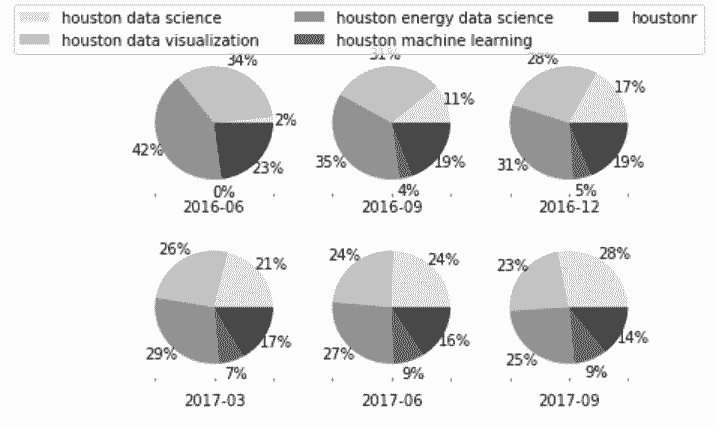 houston data science houston energy data science houstonr
houston data visualization houston machine learning
34% 31% 28%
2% 11% 17%
42% 35% 31%
23% 19% 19%
0% 4% 5%
2016-06 2016-09 2016-12
26% 24% 23%
21% 24% 28%
29% 27% 25%
17% 16% 14%
7% 9% 9%
2017-03 2017-06 2017-09